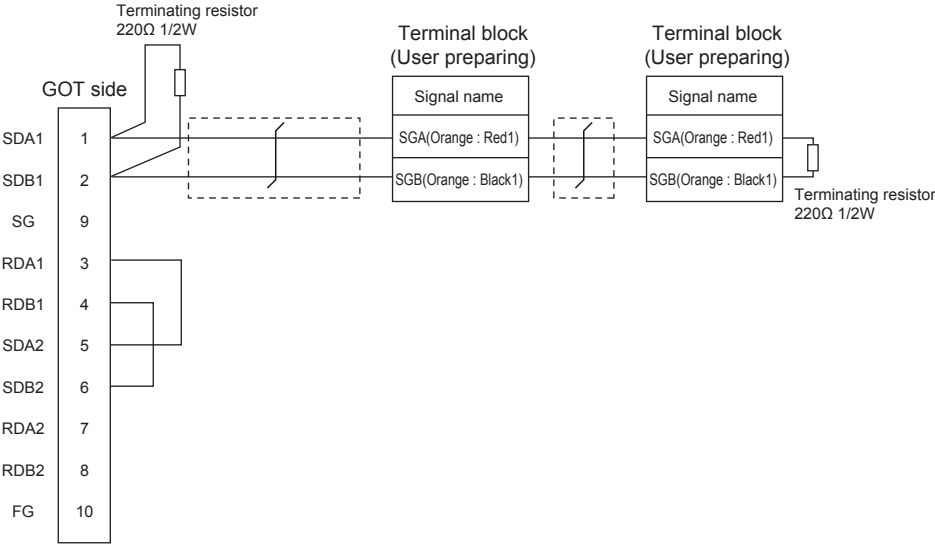 Terminating resistor
220Ω 1/2W
GOT side
Terminal block
(User preparing)
Terminal block
(User preparing)
Signal name
Signal name
SDA1 1 SGA(Orange : Red1) SGA(Orange : Red1)
SDB1 2 SGB(Orange : Black1) SGB(Orange : Black1)
Terminating resistor
220Ω 1/2W
SG 9
RDA1 3
RDB1 4
SDA2 5
SDB2 6
RDA2 7
RDB2 8
FG 10